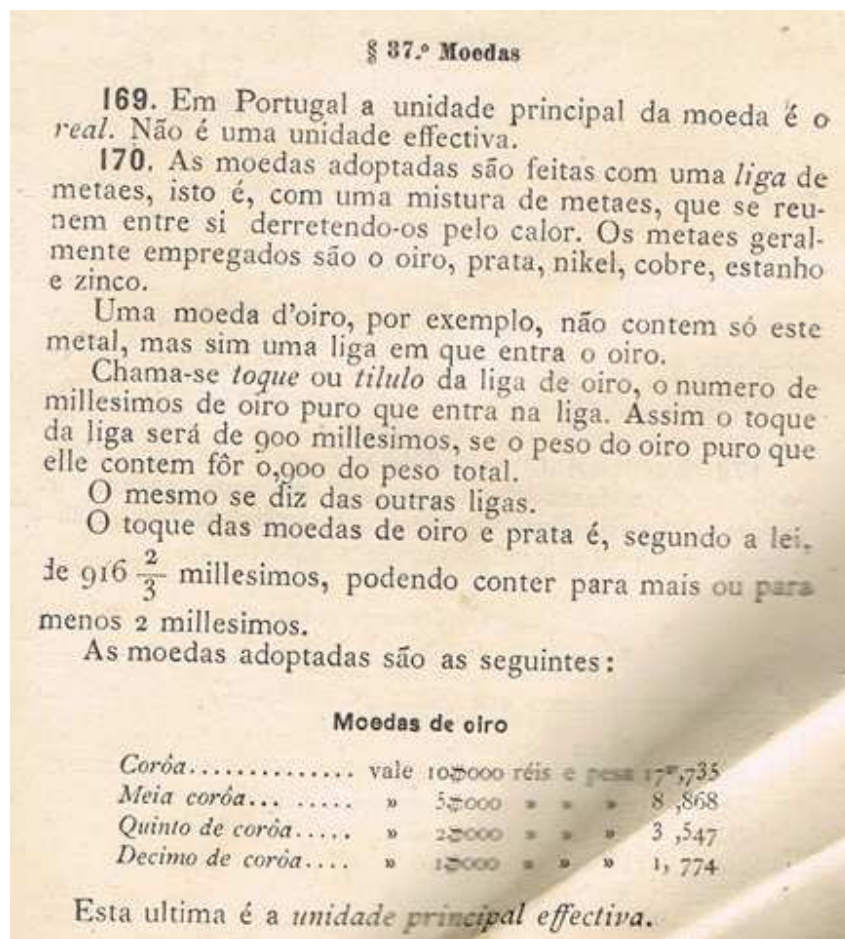 § 37.º Moedas
169. Em Portugal a unidade principal da moeda é o
real. Não é uma unidade effectiva.
170. As moedas adoptadas são feitas com uma liga de
metaes, isto é, com uma mistura de metaes, que se reu-
nem entre si derretendo-os pelo calor. Os metaes geral-
mente empregados são o oiro, prata, nikel, cobre, estanho
e zinco.
Uma moeda d'oiro, por exemplo, não contem só este
metal, mas sim uma liga em que entra o oiro.
Chama-se toque ou titulo da liga de oiro, o numero de
millesimos de oiro puro que entra na liga. Assim o toque
da liga será de 900 millesimos, se o peso do oiro puro que
elle contem fôr 0,900 do peso total.
O mesmo se diz das outras ligas.
O toque das moedas de oiro e prata é, segundo a lei,
de 916 2/3 millesimos, podendo conter para mais ou para
menos 2 millesimos.
As moedas adoptadas são as seguintes:
Moedas de oiro
Corôa.............. vale 10$000 réis e pesa 17gr,735
Meia corôa... ..... » 5$000 » » » 8 ,868
Quinto de corôa..... » 2$000 » » » 3 ,547
Decimo de corôa.... » 1$000 » » » 1, 774
Esta ultima é a unidade principal effectiva.